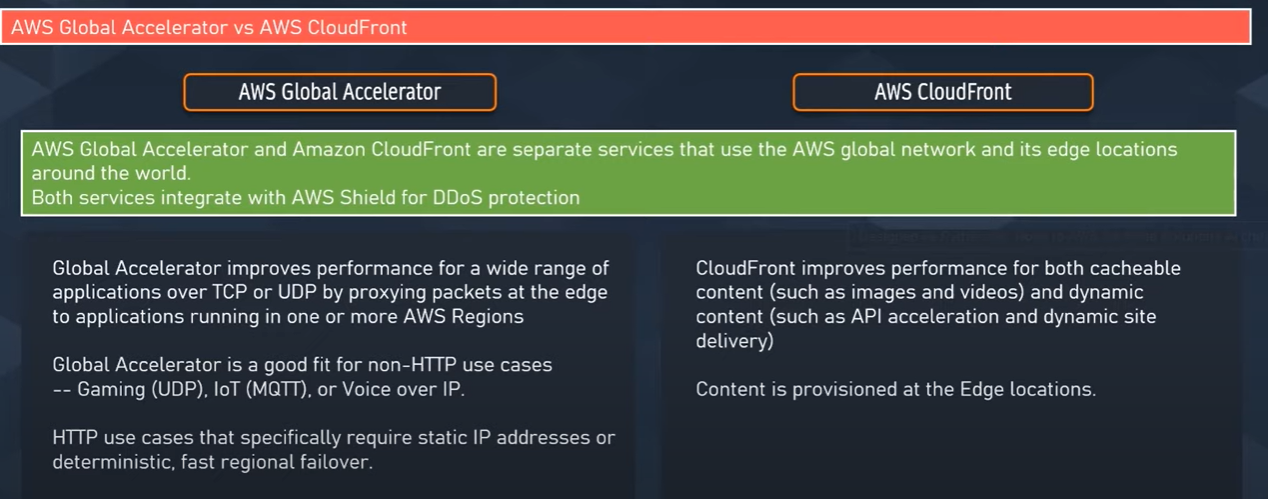 AWS Global Accelerator vs AWS CloudFront
AWS Global Accelerator
AWS CloudFront
AWS Global Accelerator and Amazon CloudFront are separate services that use the AWS global network and its edge locations
around the world.
Both services integrate with AWS Shield for DDoS protection
Global Accelerator improves performance for a wide range of
applications over TCP or UDP by proxying packets at the edge
to applications running in one or more AWS Regions
Global Accelerator is a good fit for non-HTTP use cases
-- Gaming (UDP), IoT (MQTT), or Voice over IP.
HTTP use cases that specifically require static IP addresses or
deterministic, fast regional failover.
CloudFront improves performance for both cacheable
content (such as images and videos) and dynamic
content (such as API acceleration and dynamic site
delivery)
Content is provisioned at the Edge locations.